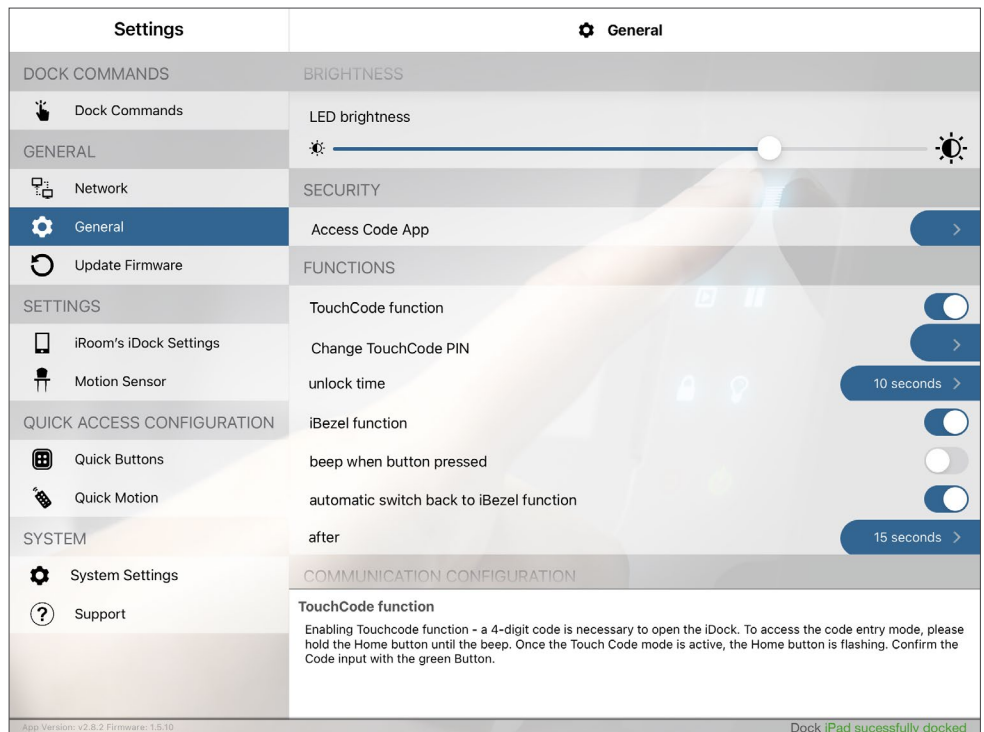 Settings
DOCK COMMANDS
Dock Commands
GENERAL
Network
General
Update Firmware
SETTINGS
iRoom's iDock Settings
Motion Sensor
QUICK ACCESS CONFIGURATION
Quick Buttons
Quick Motion
SYSTEM
System Settings
Support
App Version: v2.8.2 Firmware: 1.5.10
General
BRIGHTNESS
LED brightness
SECURITY
Access Code App
FUNCTIONS
TouchCode function
Change TouchCode PIN
unlock time 10 seconds
iBezel function
beep when button pressed
automatic switch back to iBezel function
after 15 seconds
COMMUNICATION CONFIGURATION
TouchCode function
Enabling Touchcode function - a 4-digit code is necessary to open the iDock. To access the code entry mode, please
hold the Home button until the beep. Once the Touch Code mode is active, the Home button is flashing. Confirm the
Code input with the green Button.
Dock iPad sucessfully docked